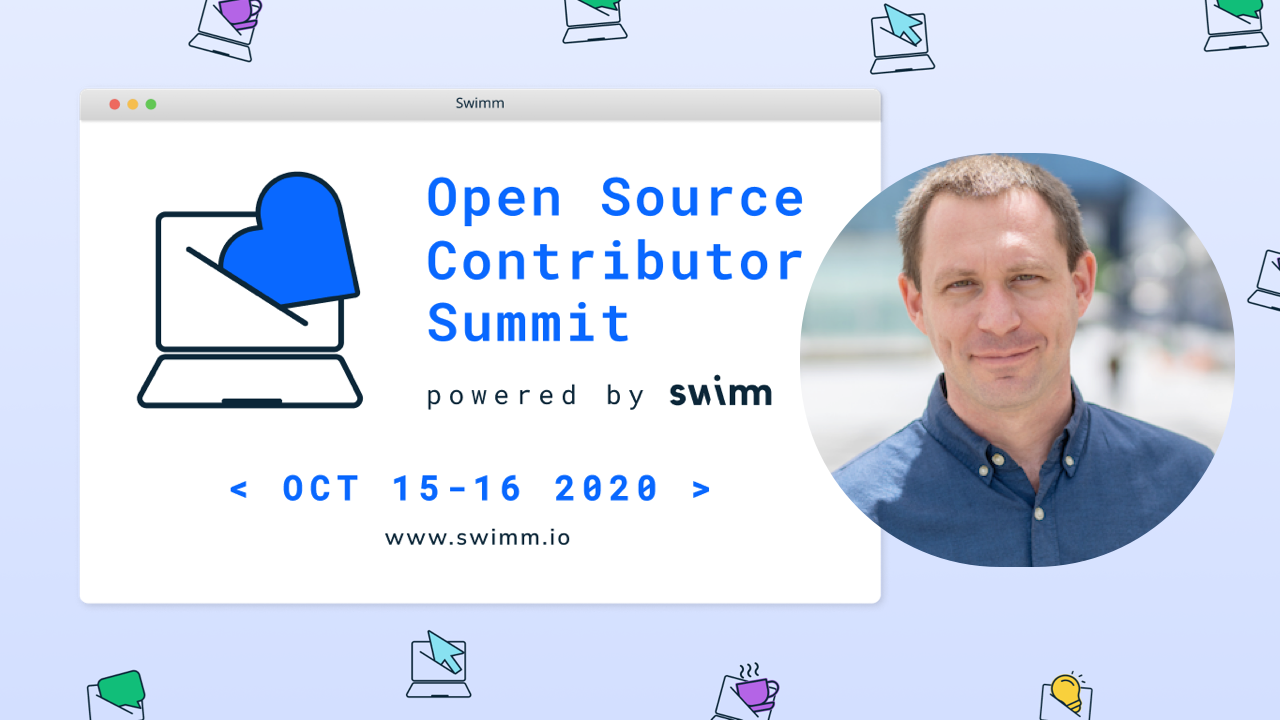 Swimm
Open Source
Contributor
Summit
powered by swimm
< OCT 15-16 2020 >
www.swimm.io